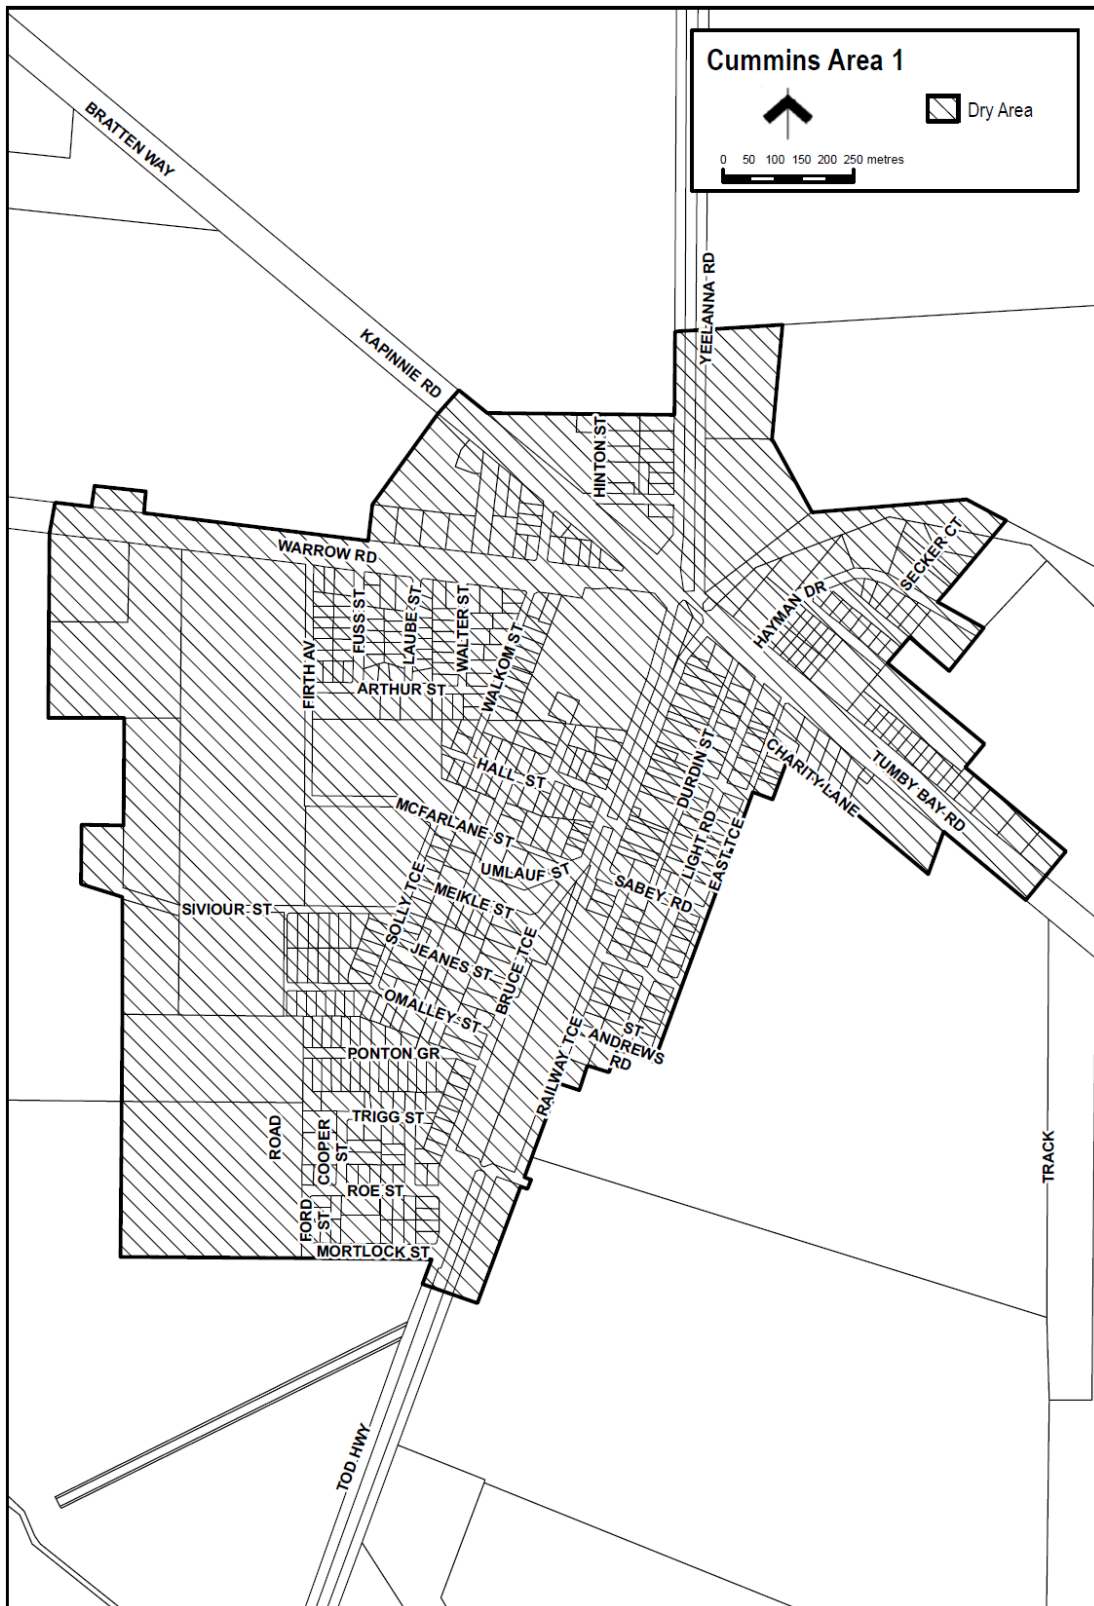 Cummins Area 1
Dry Area
0 50 100 150 200 250 metres
BRATTEN WAY
KAPINNIE RD
YEELANNA RD
HINTON ST
WARROW RD
SECKER CT
HAYMAN DR
FUSS ST
LAUBE ST
WALTER ST
WALKOM ST
FIRTH AV
ARTHUR ST
DURDIN ST
CHARITY LANE
TUMBY BAY RD
HALL ST
MCFARLANE ST
LIGHT RD
EAST TCE
UMLAUF ST
SABEY RD
MEIKLE ST
SOLLY TCE
SIVIOUR ST
JEANES ST
BRUCE TCE
OMALLEY ST
ST
ANDREWS
RD
RAILWAY TCE
PONTON GR
TRIGG ST
ROAD
COOPER
ST
TRACK
ROE ST
FORD
ST
MORTLOCK ST
TOD HWY